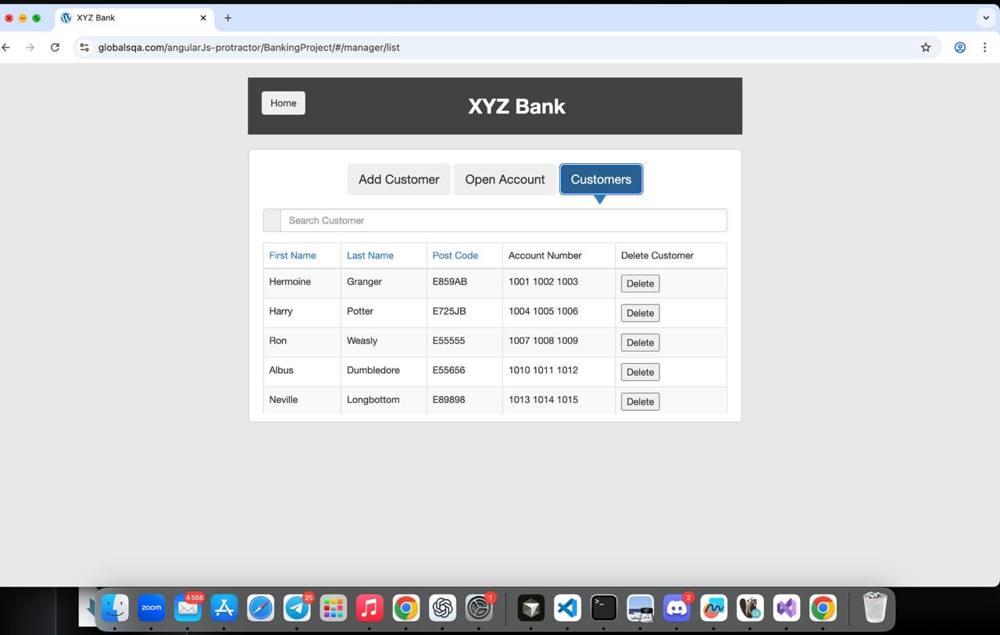 XYZ Bank
globalsqa.com/angularJs-protractor/BankingProject/#/manager/list
Home
XYZ Bank
Add Customer Open Account Customers
Search Customer
First Name Last Name Post Code Account Number Delete Customer
Hermoine Granger E859AB 1001 1002 1003 Delete
Harry Potter E725JB 1004 1005 1006 Delete
Ron Weasly E55555 1007 1008 1009 Delete
Albus Dumbledore E55656 1010 1011 1012 Delete
Neville Longbottom E89898 1013 1014 1015 Delete
zoom 4 568 25 1 2